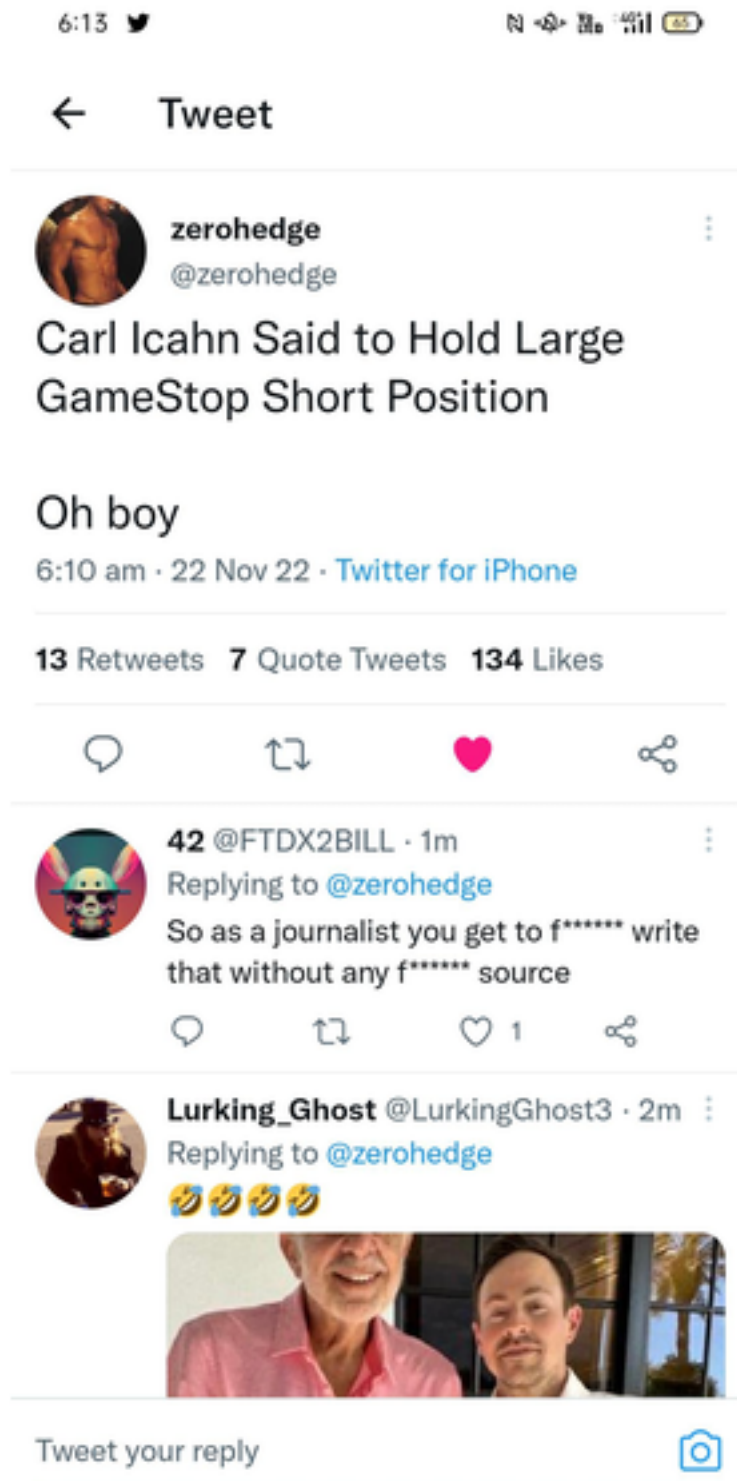 6:13
Tweet
zerohedge
@zerohedge
Carl Icahn Said to Hold Large
GameStop Short Position
Oh boy
6:10 am · 22 Nov 22 · Twitter for iPhone
13 Retweets 7 Quote Tweets 134 Likes
42 @FTDX2BILL · 1m
Replying to @zerohedge
So as a journalist you get to f****** write
that without any f****** source
1
Lurking_Ghost @LurkingGhost3 · 2m
Replying to @zerohedge
🤣🤣🤣🤣
Tweet your reply